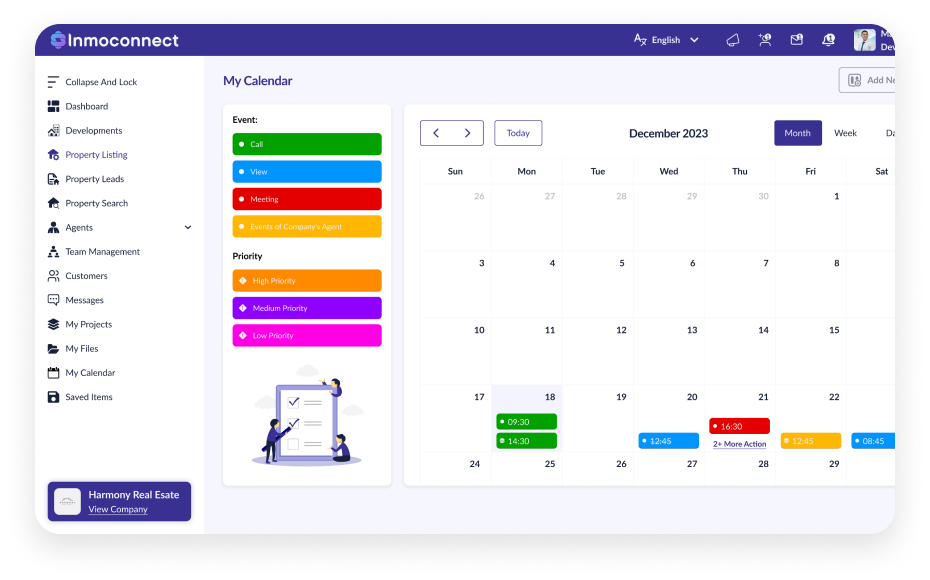 Inmoconnect
English
Collapse And Lock
Dashboard
Developments
Property Listing
Property Leads
Property Search
Agents
Team Management
Customers
Messages
My Projects
My Files
My Calendar
Saved Items
Harmony Real Esate
View Company
My Calendar
Add
Event:
Call
View
Meeting
Events of Company's Agent
Priority
High Priority
Medium Priority
Low Priority
Today
December 2023
Month
Week
Sun Mon Tue Wed Thu Fri Sat
26 27 28 29 30 1
3 4 5 6 7 8
10 11 12 13 14 15
17 18 19 20 21 22
09:30
16:30
14:30
12:45
2+ More Action
12:45
08:45
24 25 26 27 28 29